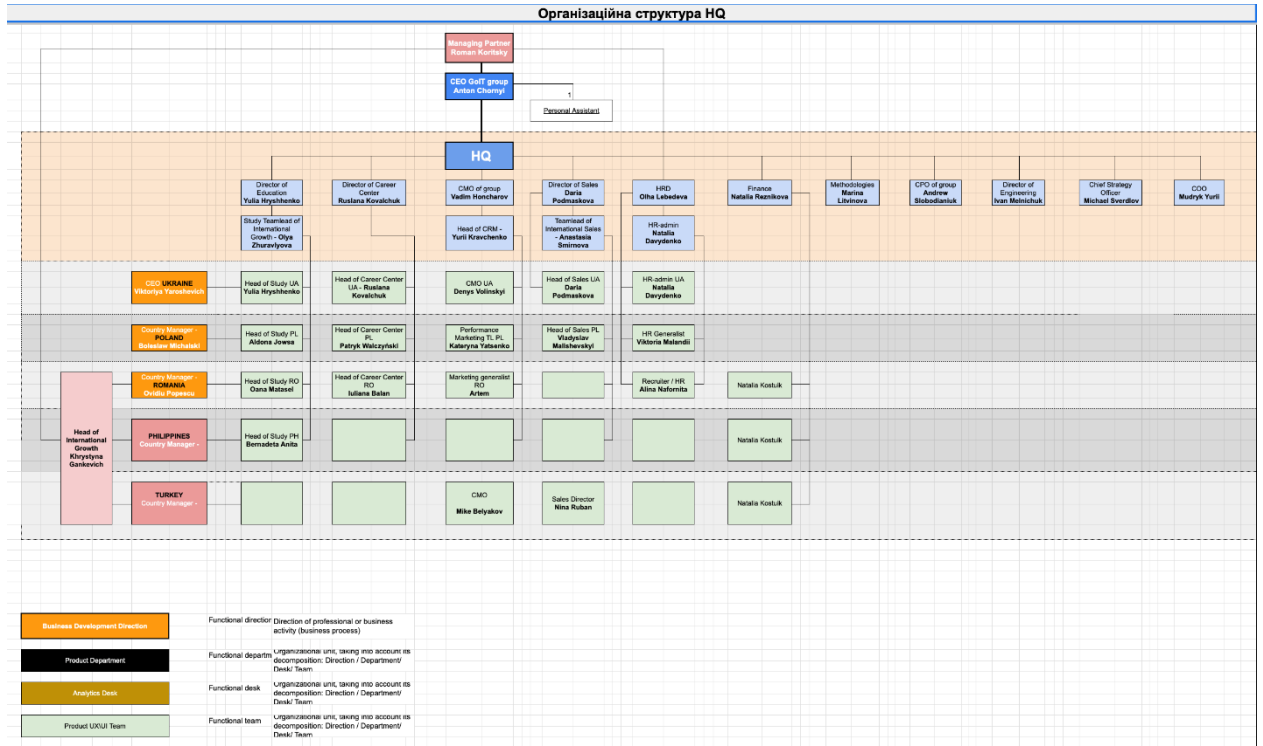 Організаційна структура HQ
Managing Partner
Roman Koritsky
CEO GoIT group
Anton Chornyi
1
Personal Assistant
HQ
Director of
Education
Yulia Hryshhenko
Director of Career
Center
Ruslana Kovalchuk
CMO of group
Vadim Honcharov
Director of Sales
Daria
Podmaskova
HRD
Olha Lebedeva
Finance
Natalia Reznikova
Methodologies
Marina
Litvinova
CPO of group
Andrew
Slobodianiuk
Director of
Engineering
Ivan Melnichuk
Chief Strategy
Officer
Michael Sverdlov
COO
Mudryk Yurii
Study Teamlead of
International
Growth - Olya
Zhuravlyova
Head of CRM -
Yurii Kravchenko
Teamlead of
International Sales
- Anastasia
Smirnova
HR-admin
Natalia
Davydenko
CEO UKRAINE
Viktoriya Yaroshevich
Head of Study UA
Yulia Hryshhenko
Head of Career Center
UA - Ruslana
Kovalchuk
CMO UA
Denys Volinskyi
Head of Sales UA
Daria
Podmaskova
HR-admin UA
Natalia
Davydenko
Country Manager -
POLAND
Boleslaw Michalski
Head of Study PL
Aldona Jowsa
Head of Career Center
PL
Patryk Walczyński
Performance
Marketing TL PL
Kateryna Yatsenko
Head of Sales PL
Vladyslav
Malishevskyi
HR Generalist
Viktoria Malandii
Country Manager -
ROMANIA
Ovidiu Popescu
Head of Study RO
Oana Matasel
Head of Career Center
RO
Iuliana Balan
Marketing generalist
RO
Artem
Recruiter / HR
Alina Nafornita
Natalia Kostuik
Head of
International
Growth
Khrystyna
Gankevich
PHILIPPINES
Country Manager -
Head of Study PH
Bernadeta Anita
Natalia Kostuik
TURKEY
Country Manager -
CMO
Mike Belyakov
Sales Director
Nina Ruban
Natalia Kostuik
Business Development Direction
Functional direction
Direction of professional or business
activity (business process)
Product Department
Functional departm
Organizational unit, taking into account its
decomposition: Direction / Department/
Desk/ Team
Analytics Desk
Functional desk
Organizational unit, taking into account its
decomposition: Direction / Department/
Desk/ Team
Product UX\UI Team
Functional team
Organizational unit, taking into account its
decomposition: Direction / Department/
Desk/ Team